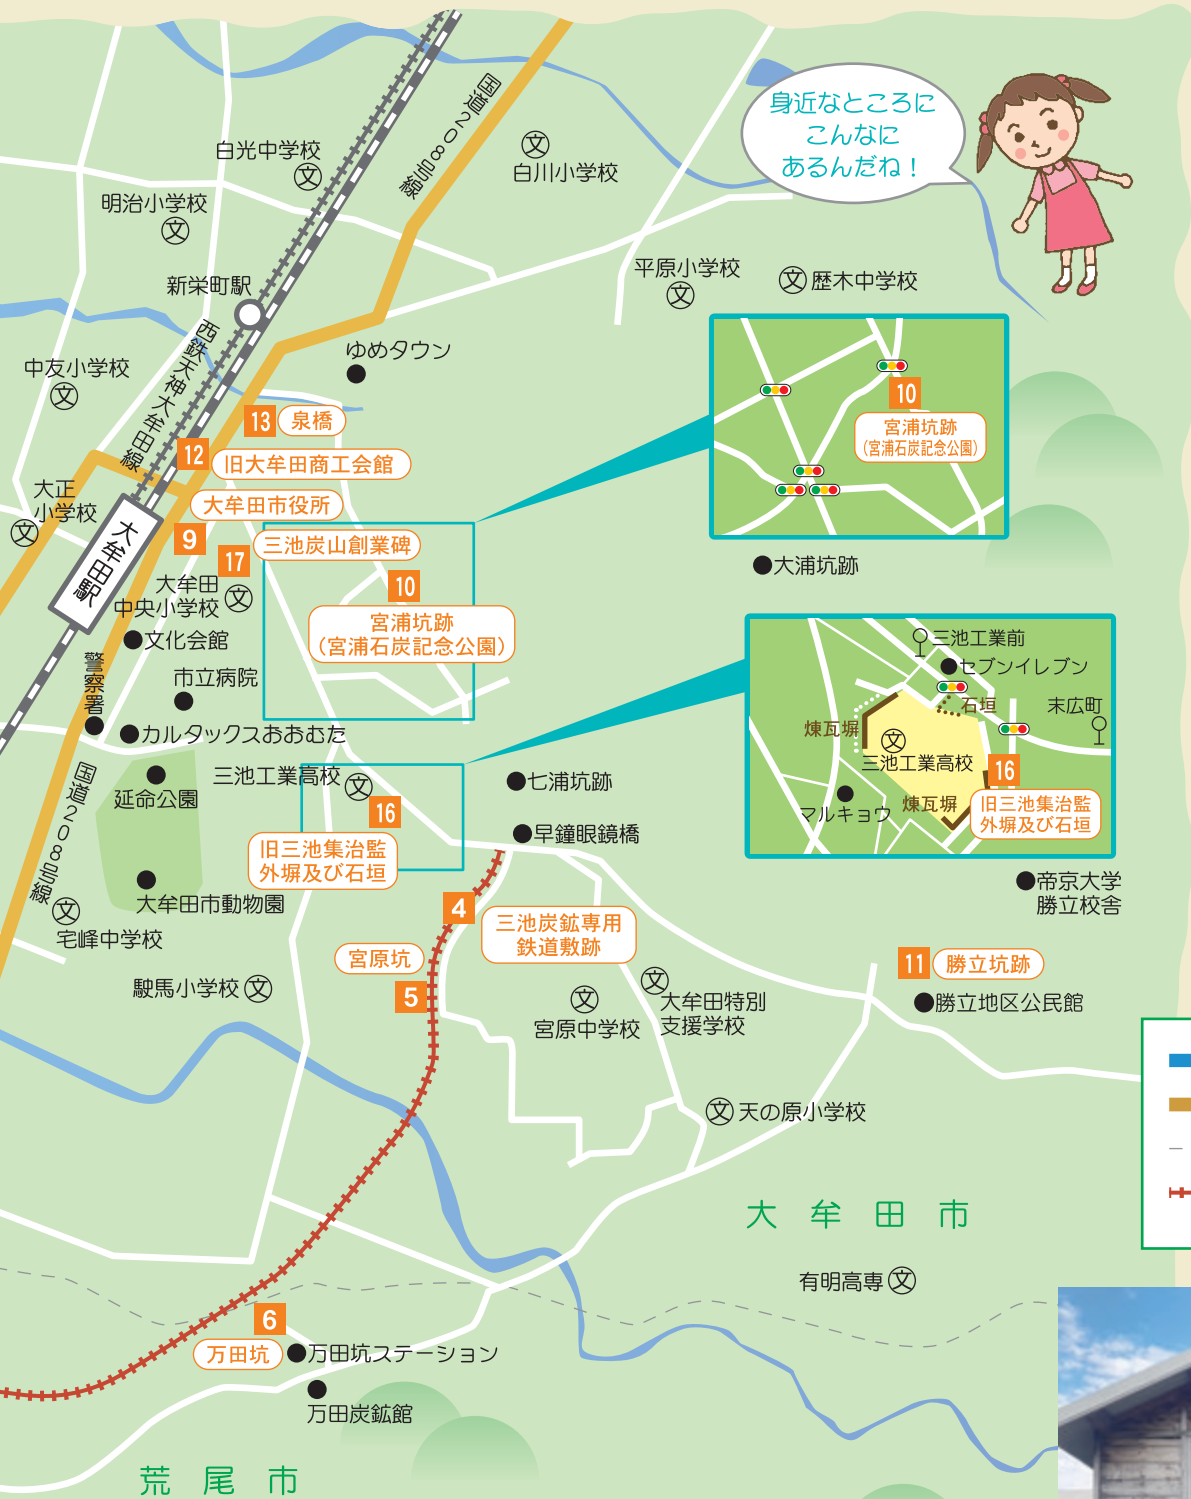 身近なところに
こんなに
あるんだね！
国道208号線
白光中学校
文
文
白川小学校
明治小学校
文
新栄町駅
平原小学校
文
文 歴木中学校
西鉄天神大牟田線
ゆめタウン
中友小学校
文
13 泉橋
12 旧大牟田商工会館
大牟田市役所
9
大正
小学校
文
大牟田駅
17 三池炭山創業碑
大牟田
中央小学校
文
10
宮浦坑跡
（宮浦石炭記念公園）
10
宮浦坑跡
（宮浦石炭記念公園）
大浦坑跡
文化会館
警察署
市立病院
カルタックスおおむた
国道208号線
延命公園
三池工業高校 文
16
旧三池集治監
外塀及び石垣
七浦坑跡
早鐘眼鏡橋
三池工業前
セブンイレブン
石垣
末広町
煉瓦塀
文
三池工業高校
16
マルキョウ
煉瓦塀
旧三池集治監
外塀及び石垣
大牟田市動物園
文
宅峰中学校
4
三池炭鉱専用
鉄道敷跡
帝京大学
勝立校舎
宮原坑
5
11 勝立坑跡
勝立地区公民館
駛馬小学校 文
文
宮原中学校
文
大牟田特別
支援学校
文 天の原小学校
大牟田市
有明高専 文
6
万田坑
万田坑ステーション
万田炭鉱館
荒尾市